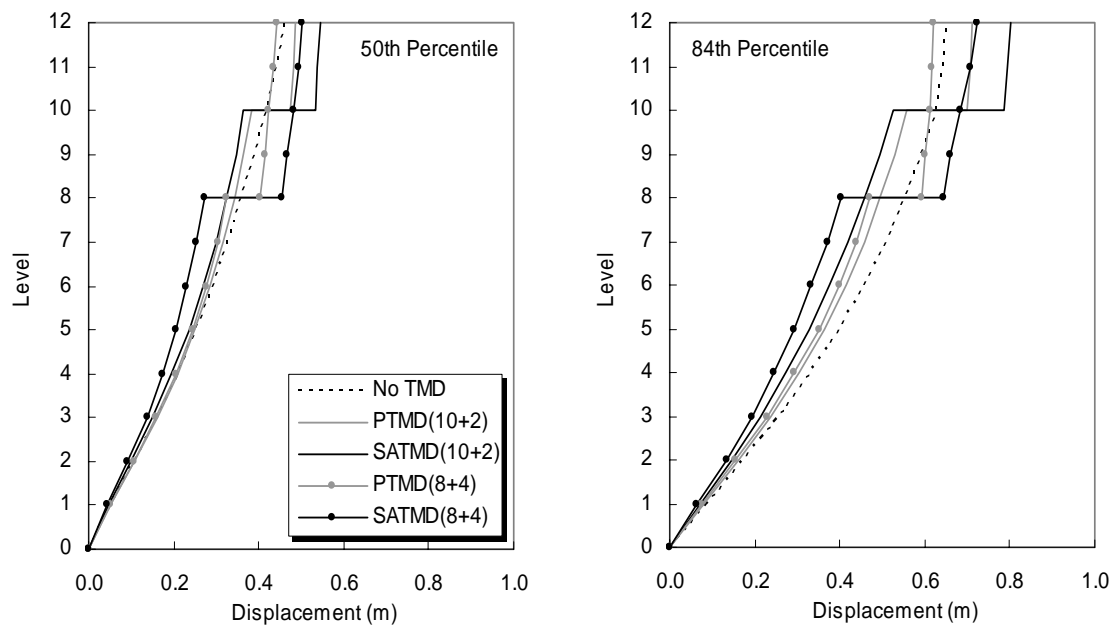 50th Percentile
12
11
10
9
8
7
6
5
4
3
2
1
0
Level
No TMD
PTMD(10+2)
SATMD(10+2)
PTMD(8+4)
SATMD(8+4)
0.0 0.2 0.4 0.6 0.8 1.0
Displacement (m)
84th Percentile
12
11
10
9
8
7
6
5
4
3
2
1
0
Level
0.0 0.2 0.4 0.6 0.8 1.0
Displacement (m)